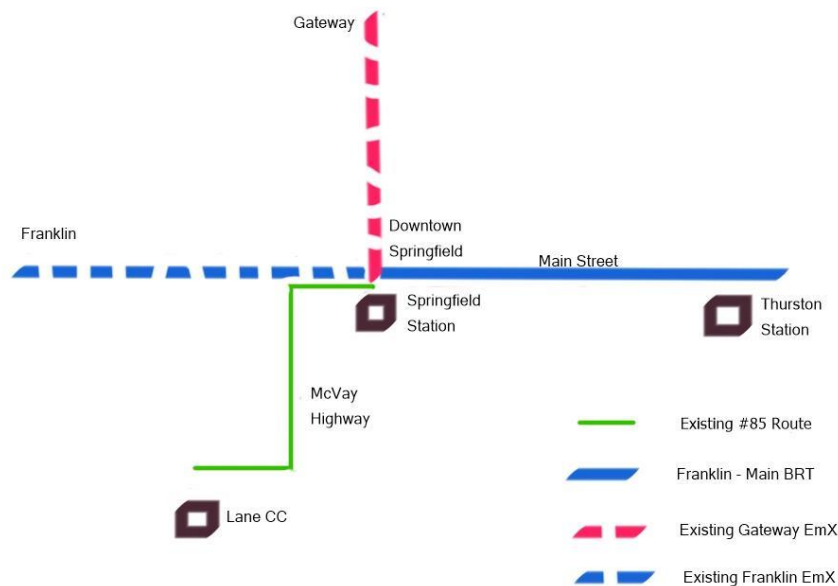 Gateway
Franklin
Downtown
Springfield
Main Street
Springfield
Station
Thurston
Station
McVay
Highway
Lane CC
Existing #85 Route
Franklin - Main BRT
Existing Gateway EmX
Existing Franklin EmX